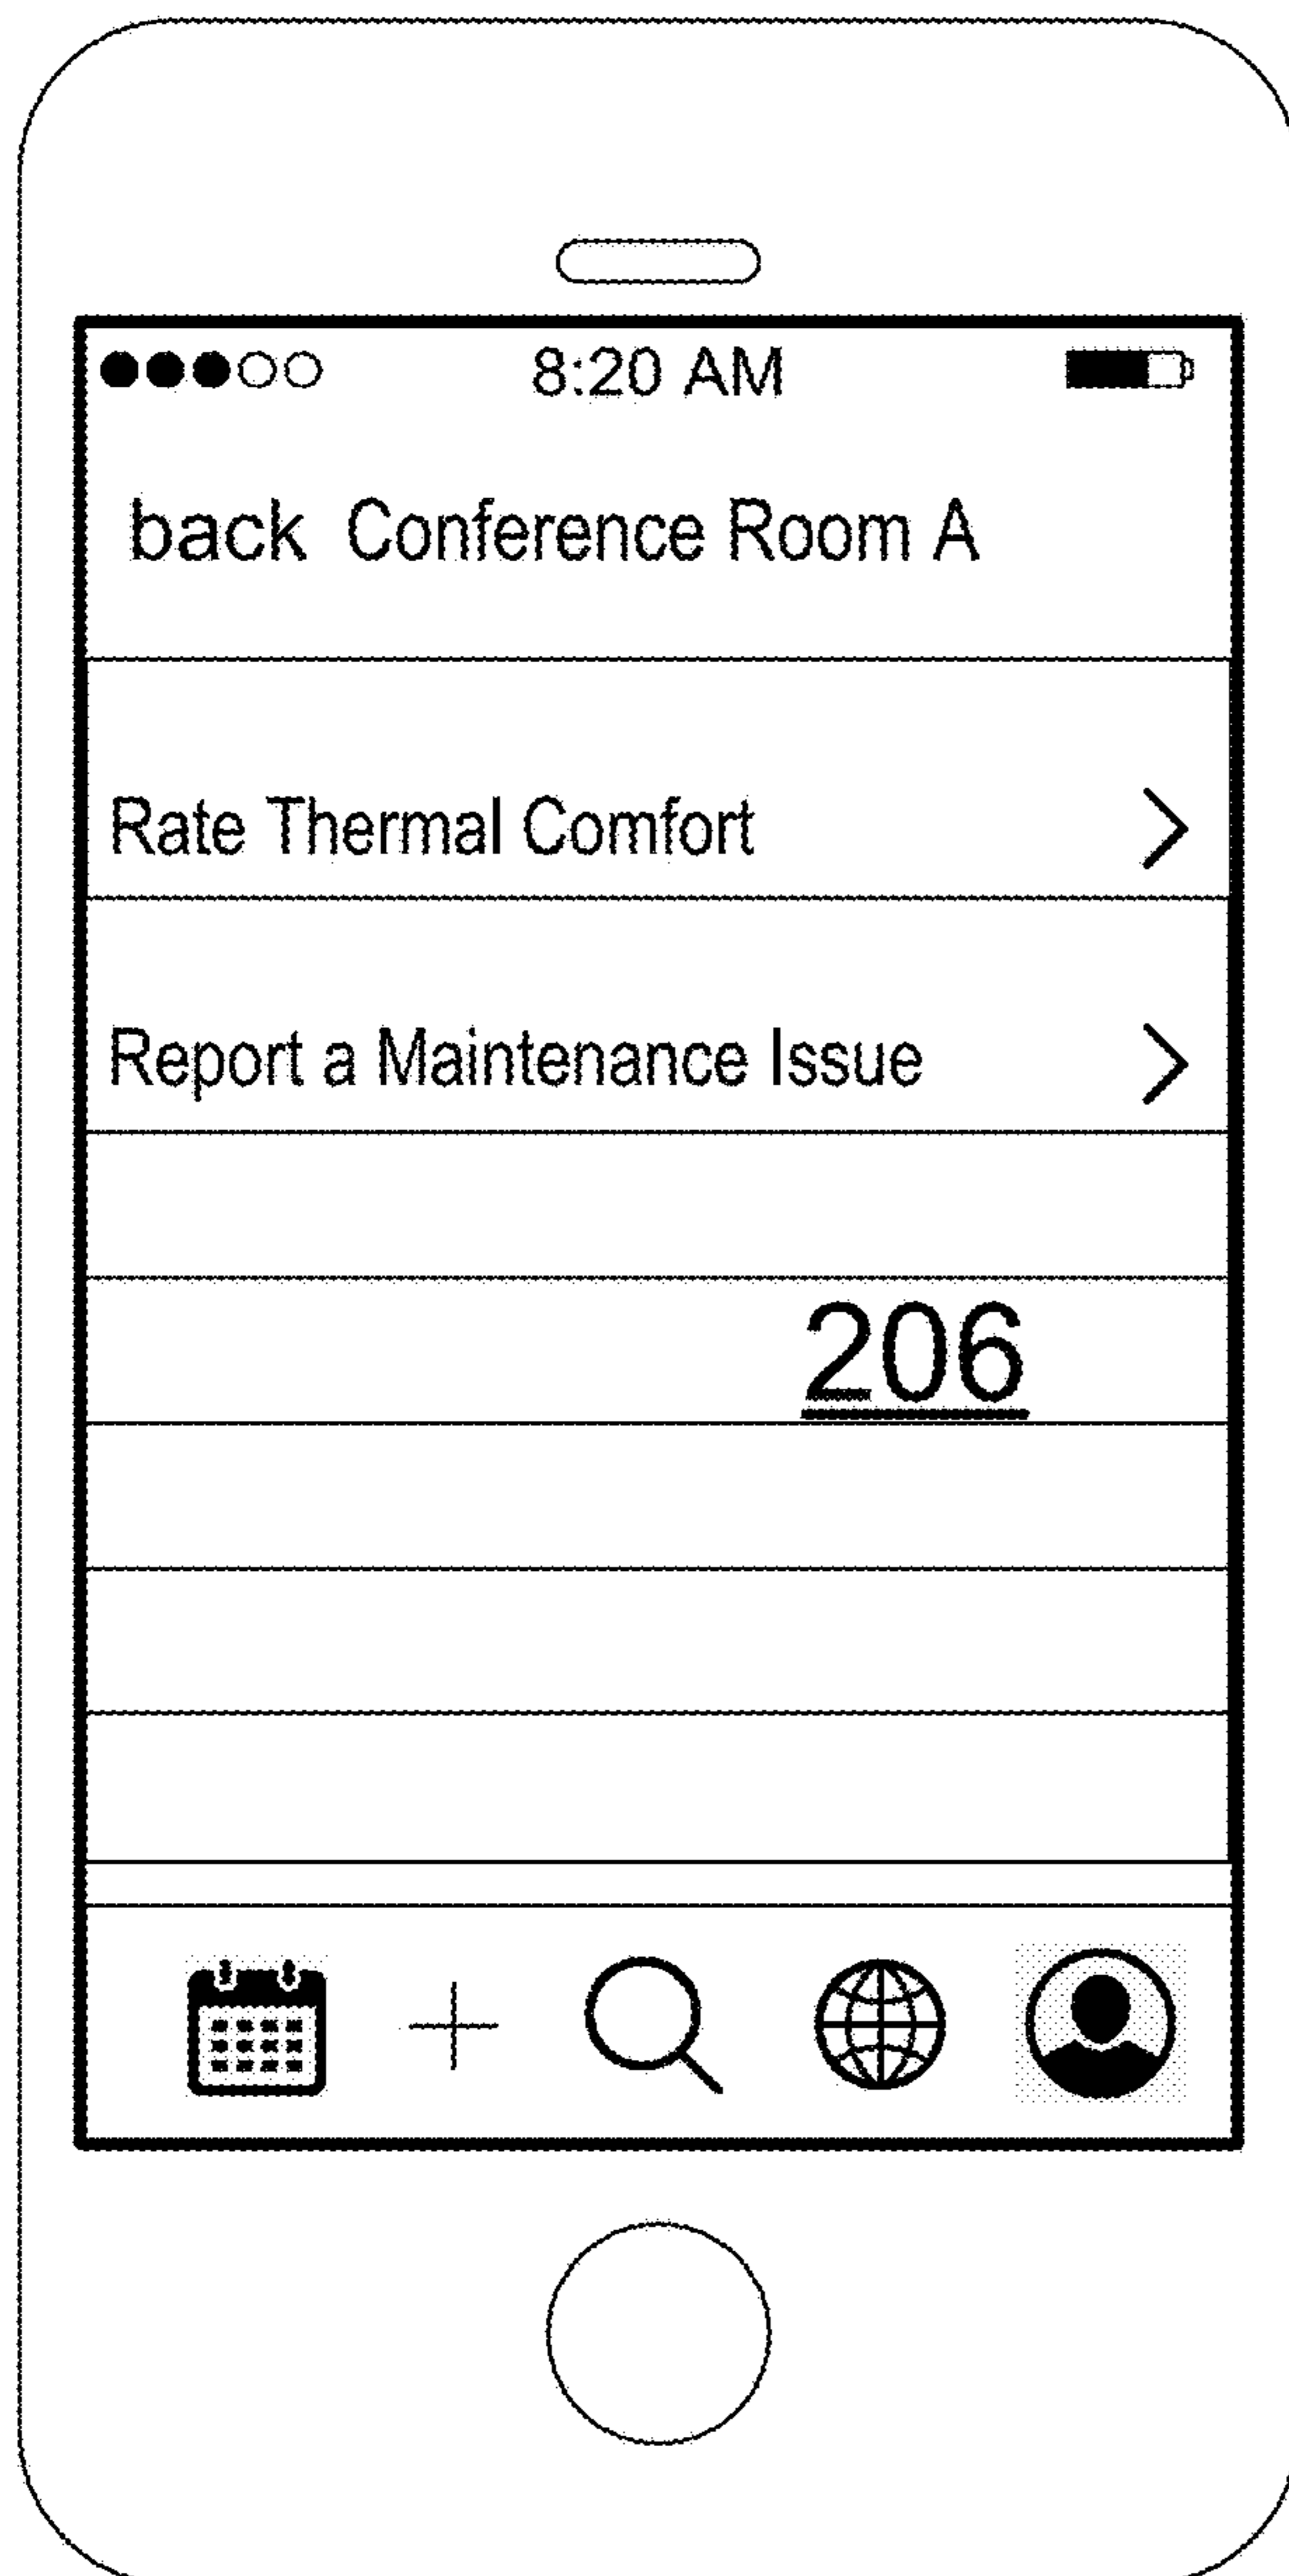 8:20 AM
back Conference Room A
Rate Thermal Comfort
Report a Maintenance Issue
206